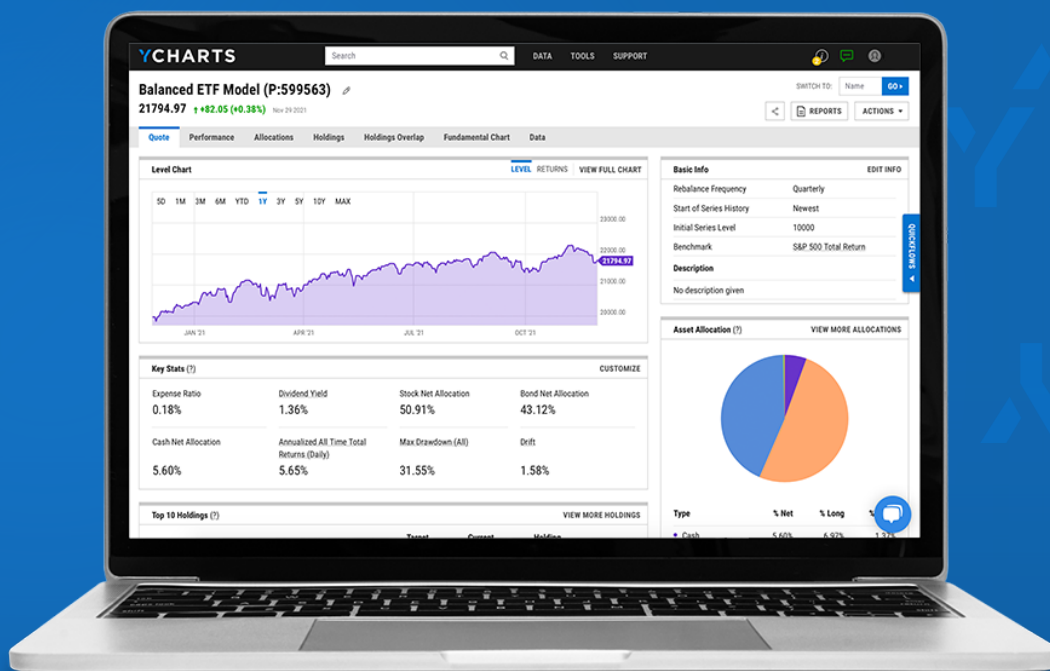 YCHARTS
Search
DATA TOOLS SUPPORT
Balanced ETF Model (P:599563)
SWITCH TO: Name GO
21794.97 +82.05 (+0.38%) Nov 29 2021
REPORTS ACTIONS
Quote Performance Allocations Holdings Holdings Overlap Fundamental Chart Data
Level Chart LEVEL RETURNS VIEW FULL CHART
5D 1M 3M 6M YTD 1Y 3Y 5Y 10Y MAX
23000.00
22000.00
21794.97
21000.00
JAN '21 APR '21 JUL '21 OCT '21
Basic Info EDIT INFO
Rebalance Frequency Quarterly
Start of Series History Newest
Initial Series Level 10000
Benchmark S&P 500 Total Return
Description
No description given
QUICKFLOWS
Key Stats (?) CUSTOMIZE
Expense Ratio Dividend Yield Stock Net Allocation Bond Net Allocation
0.18% 1.36% 50.91% 43.12%
Cash Net Allocation Annualized All Time Total Max Drawdown (All) Drift
Returns (Daily)
5.60% 5.65% 31.55% 1.58%
Asset Allocation (?) VIEW MORE ALLOCATIONS
Type % Net % Long %
Cash 5.60% 6.97% 1.37%
Top 10 Holdings (?) VIEW MORE HOLDINGS
Target Current Holding